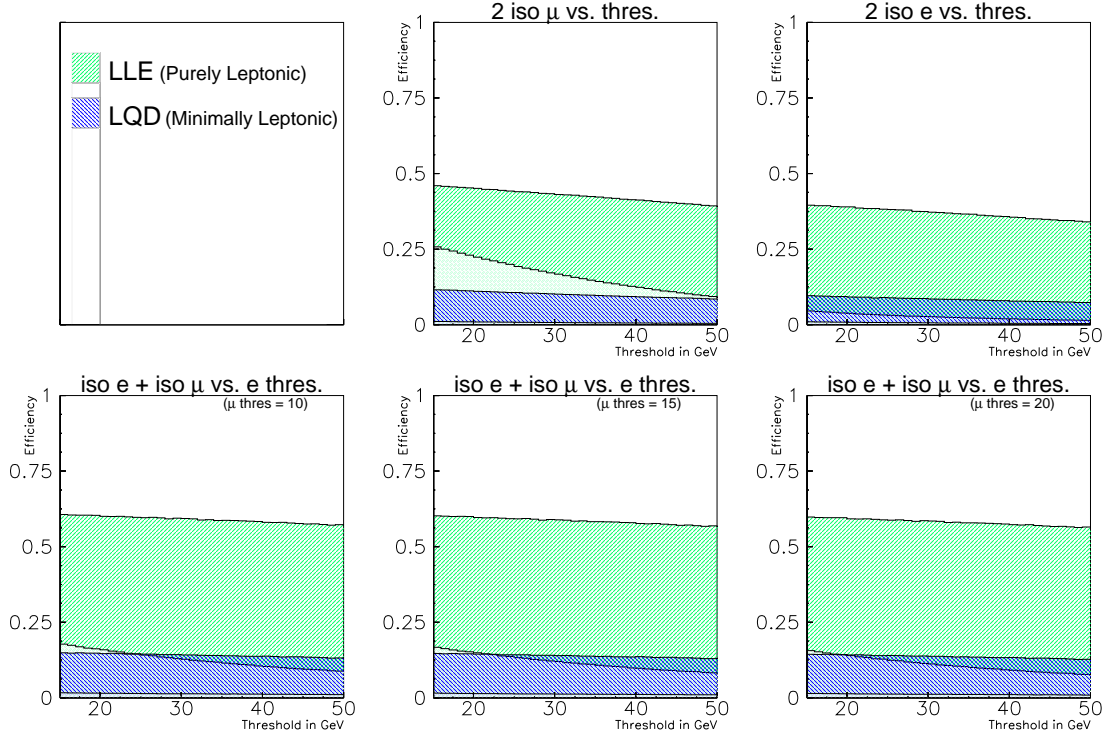 LLE (Purely Leptonic)
LQD (Minimally Leptonic)
2 iso μ vs. thres.
Efficiency
1
0.75
0.5
0.25
0
20 30 40 50
Threshold in GeV
2 iso e vs. thres.
Efficiency
1
0.75
0.5
0.25
0
20 30 40 50
Threshold in GeV
iso e + iso μ vs. e thres.
(μ thres = 10)
Efficiency
1
0.75
0.5
0.25
0
20 30 40 50
Threshold in GeV
iso e + iso μ vs. e thres.
(μ thres = 15)
Efficiency
1
0.75
0.5
0.25
0
20 30 40 50
Threshold in GeV
iso e + iso μ vs. e thres.
(μ thres = 20)
Efficiency
1
0.75
0.5
0.25
0
20 30 40 50
Threshold in GeV